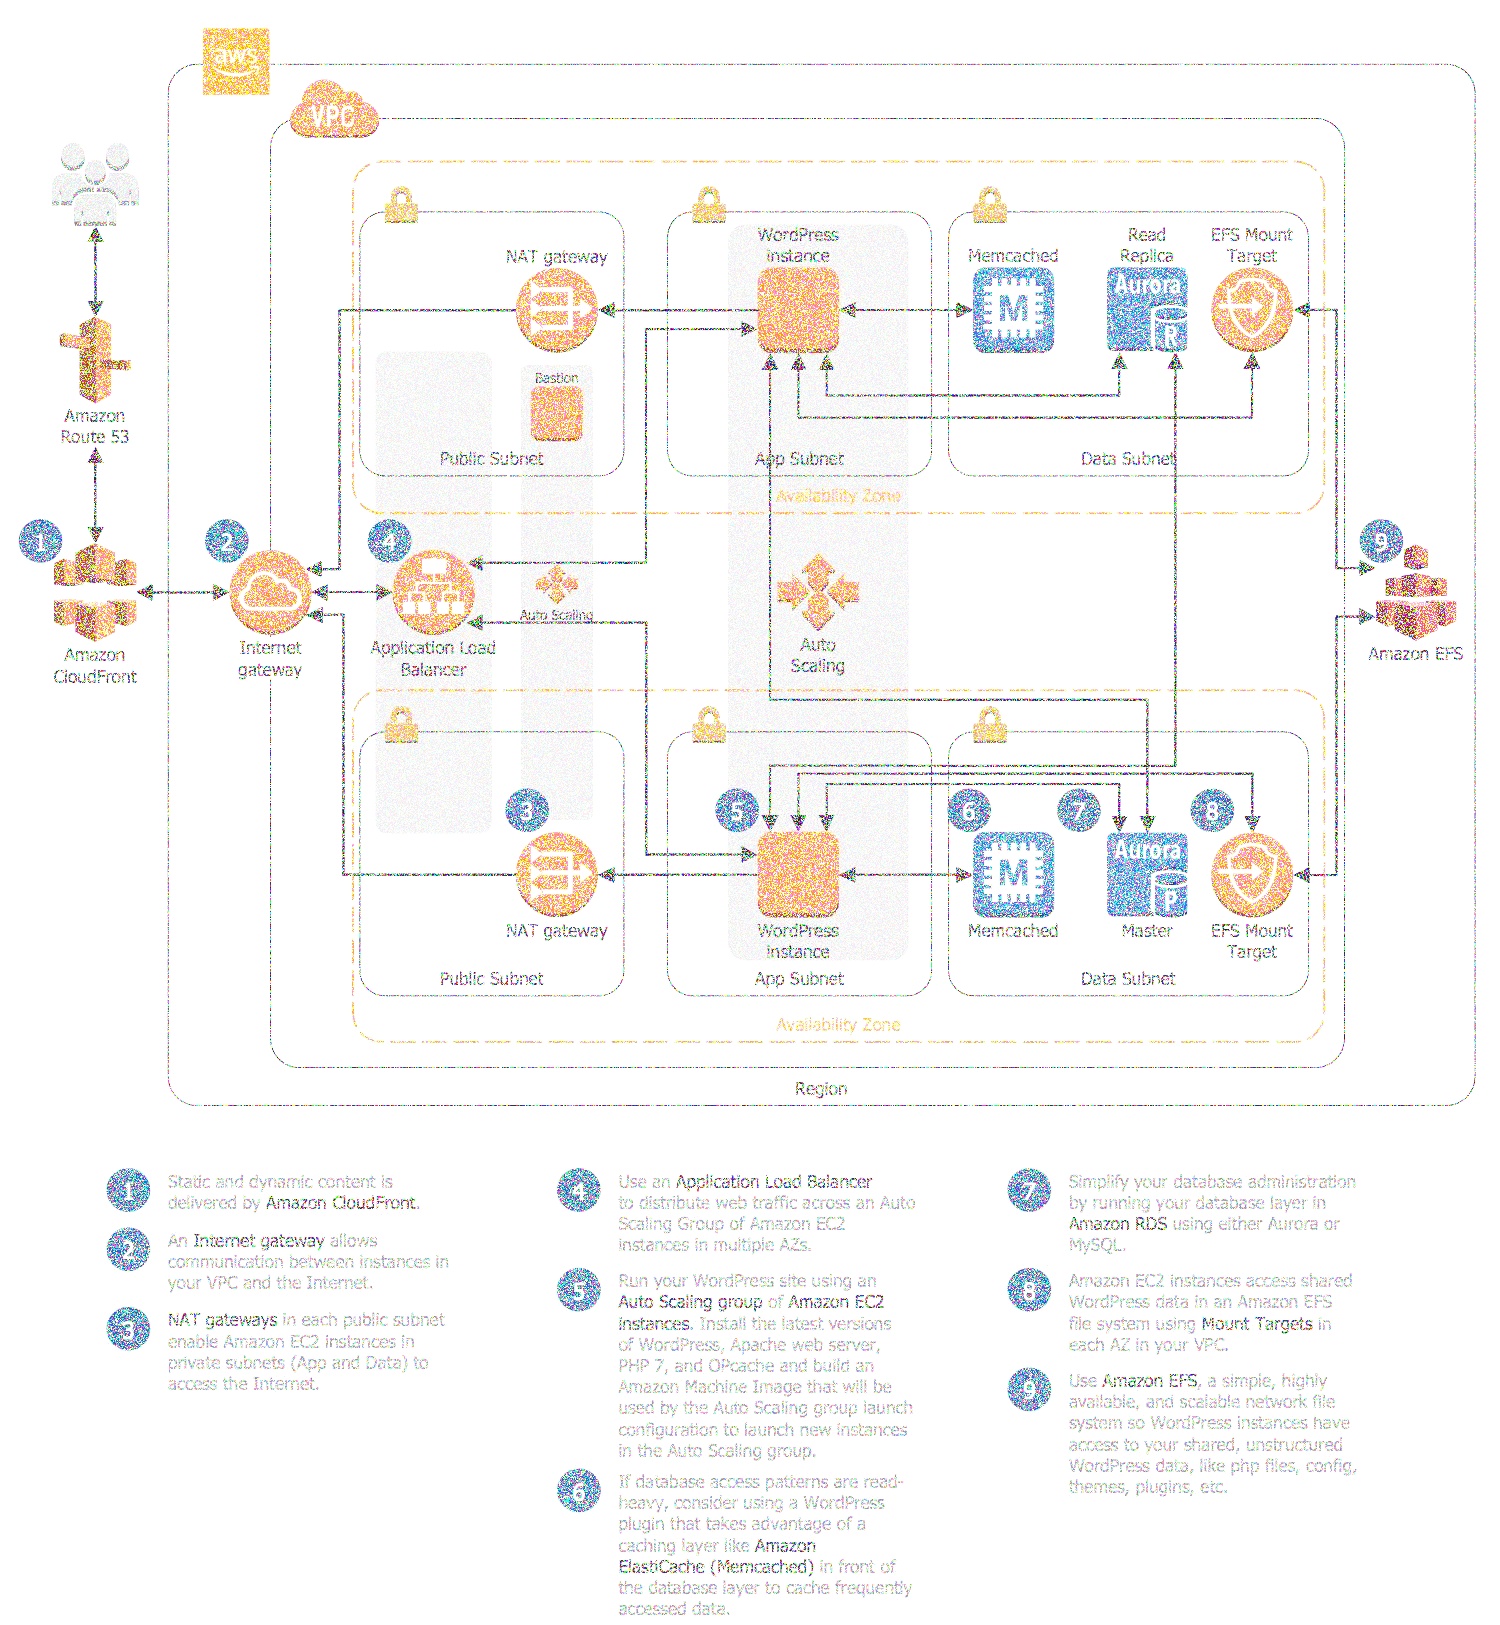 aws
VPC
WordPress
Instance
Read
Replica
EFS Mount
Target
NAT gateway
Memcached
Aurora
M
R
Bastion
Amazon
Route 53
Public Subnet
App Subnet
Data Subnet
Availability Zone
1
2
4
9
Auto Scaling
Internet
gateway
Application Load
Balancer
Auto
Scaling
Amazon EFS
Amazon
CloudFront
3
5
6
7
8
Aurora
M
P
NAT gateway
WordPress
Instance
Memcached
Master
EFS Mount
Target
Public Subnet
App Subnet
Data Subnet
Availability Zone
Region
1
Static and dynamic content is
delivered by Amazon CloudFront.
2
An Internet gateway allows
communication between instances in
your VPC and the Internet.
3
NAT gateways in each public subnet
enable Amazon EC2 instances in
private subnets (App and Data) to
access the Internet.
4
Use an Application Load Balancer
to distribute web traffic across an Auto
Scaling Group of Amazon EC2
instances in multiple AZs.
5
Run your WordPress site using an
Auto Scaling group of Amazon EC2
instances. Install the latest versions
of WordPress, Apache web server,
PHP 7, and OPcache and build an
Amazon Machine Image that will be
used by the Auto Scaling group launch
configuration to launch new instances
in the Auto Scaling group.
6
If database access patterns are read-
heavy, consider using a WordPress
plugin that takes advantage of a
caching layer like Amazon
ElastiCache (Memcached) in front of
the database layer to cache frequently
accessed data.
7
Simplify your database administration
by running your database layer in
Amazon RDS using either Aurora or
MySQL.
8
Amazon EC2 instances access shared
WordPress data in an Amazon EFS
file system using Mount Targets in
each AZ in your VPC.
9
Use Amazon EFS, a simple, highly
available, and scalable network file
system so WordPress instances have
access to your shared, unstructured
WordPress data, like php files, config,
themes, plugins, etc.